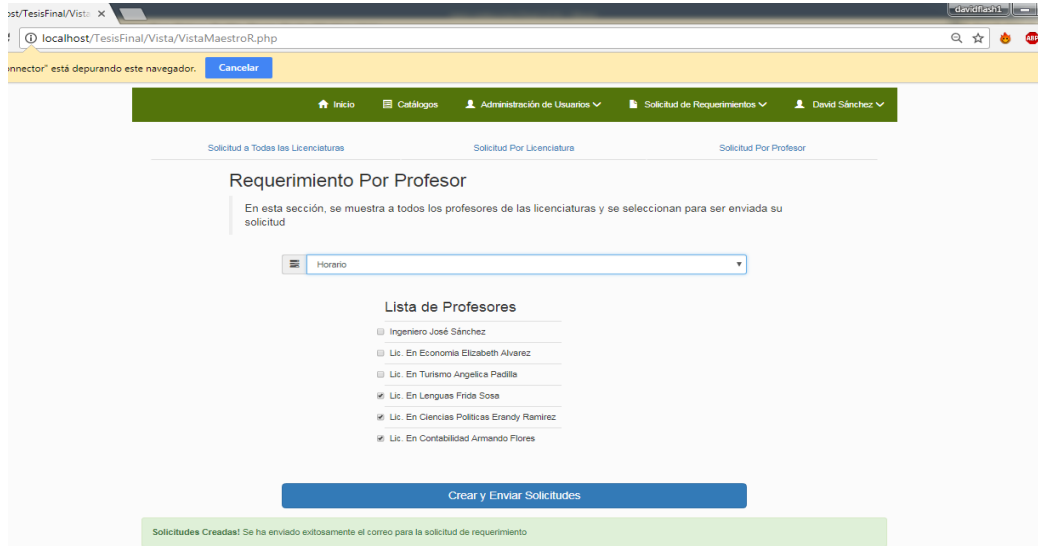 davidflash1
ost/TesisFinal/Vista
localhost/TesisFinal/Vista/VistaMaestroR.php
ABP
onnector" está depurando este navegador. Cancelar
Inicio Catálogos Administración de Usuarios Solicitud de Requerimientos David Sánchez
Solicitud a Todas las Licenciaturas Solicitud Por Licenciatura Solicitud Por Profesor
Requerimiento Por Profesor
En esta sección, se muestra a todos los profesores de las licenciaturas y se seleccionan para ser enviada su
solicitud
Horario
Lista de Profesores
Ingeniero José Sánchez
Lic. En Economia Elizabeth Alvarez
Lic. En Turismo Angelica Padilla
Lic. En Lenguas Frida Sosa
Lic. En Ciencias Politicas Erandy Ramirez
Lic. En Contabilidad Armando Flores
Crear y Enviar Solicitudes
Solicitudes Creadas! Se ha enviado exitosamente el correo para la solicitud de requerimiento